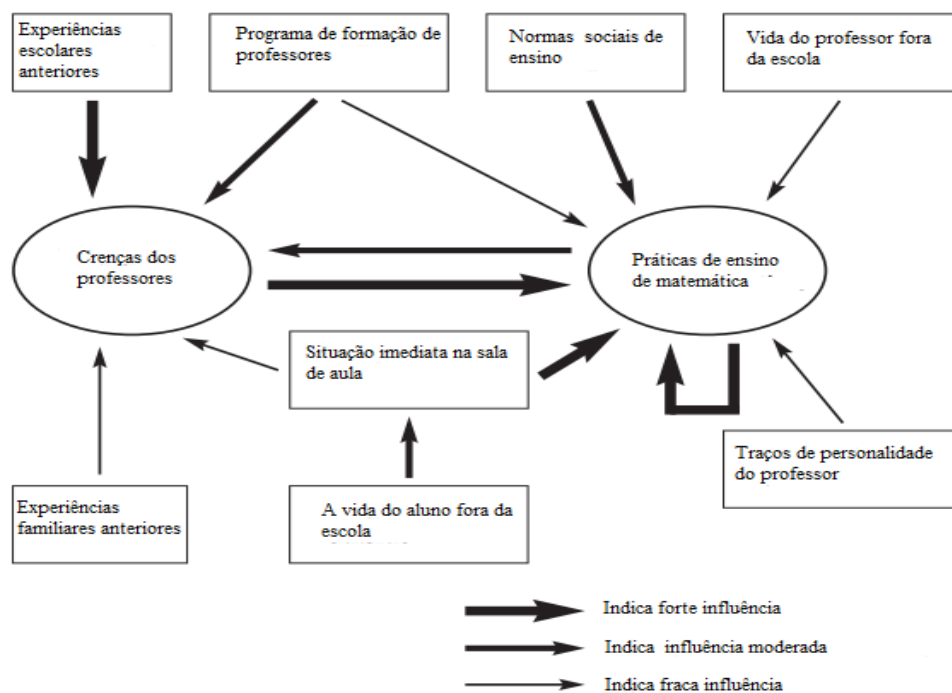 Experiências
escolares
anteriores
Programa de formação de
professores
Normas sociais de
ensino
Vida do professor fora
da escola
Crenças dos
professores
Práticas de ensino
de matemática
Situação imediata na sala
de aula
Traços de personalidade
do professor
Experiências
familiares anteriores
A vida do aluno fora da
escola
Indica forte influência
Indica influência moderada
Indica fraca influência